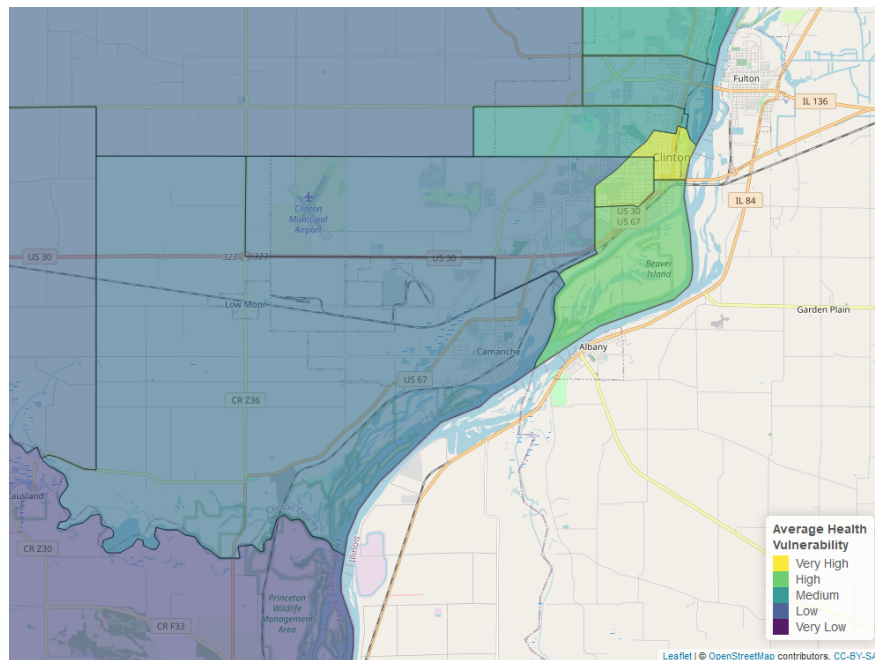 Fulton
IL 136
Clinton
IL 84
Clinton
Municipal
Airport
US 30
US 67
US 30
323
323
US 30
Beaver
Island
Low Moor
Garden Plain
Camanche
Albany
US 67
CR Z36
ausland
Clinton County
CR Z30
Illinois
Princeton
Wildlife
Management
Area
CR F33
Average Health
Vulnerability
Very High
High
Medium
Low
Very Low
Leaflet | © OpenStreetMap contributors, CC-BY-SA